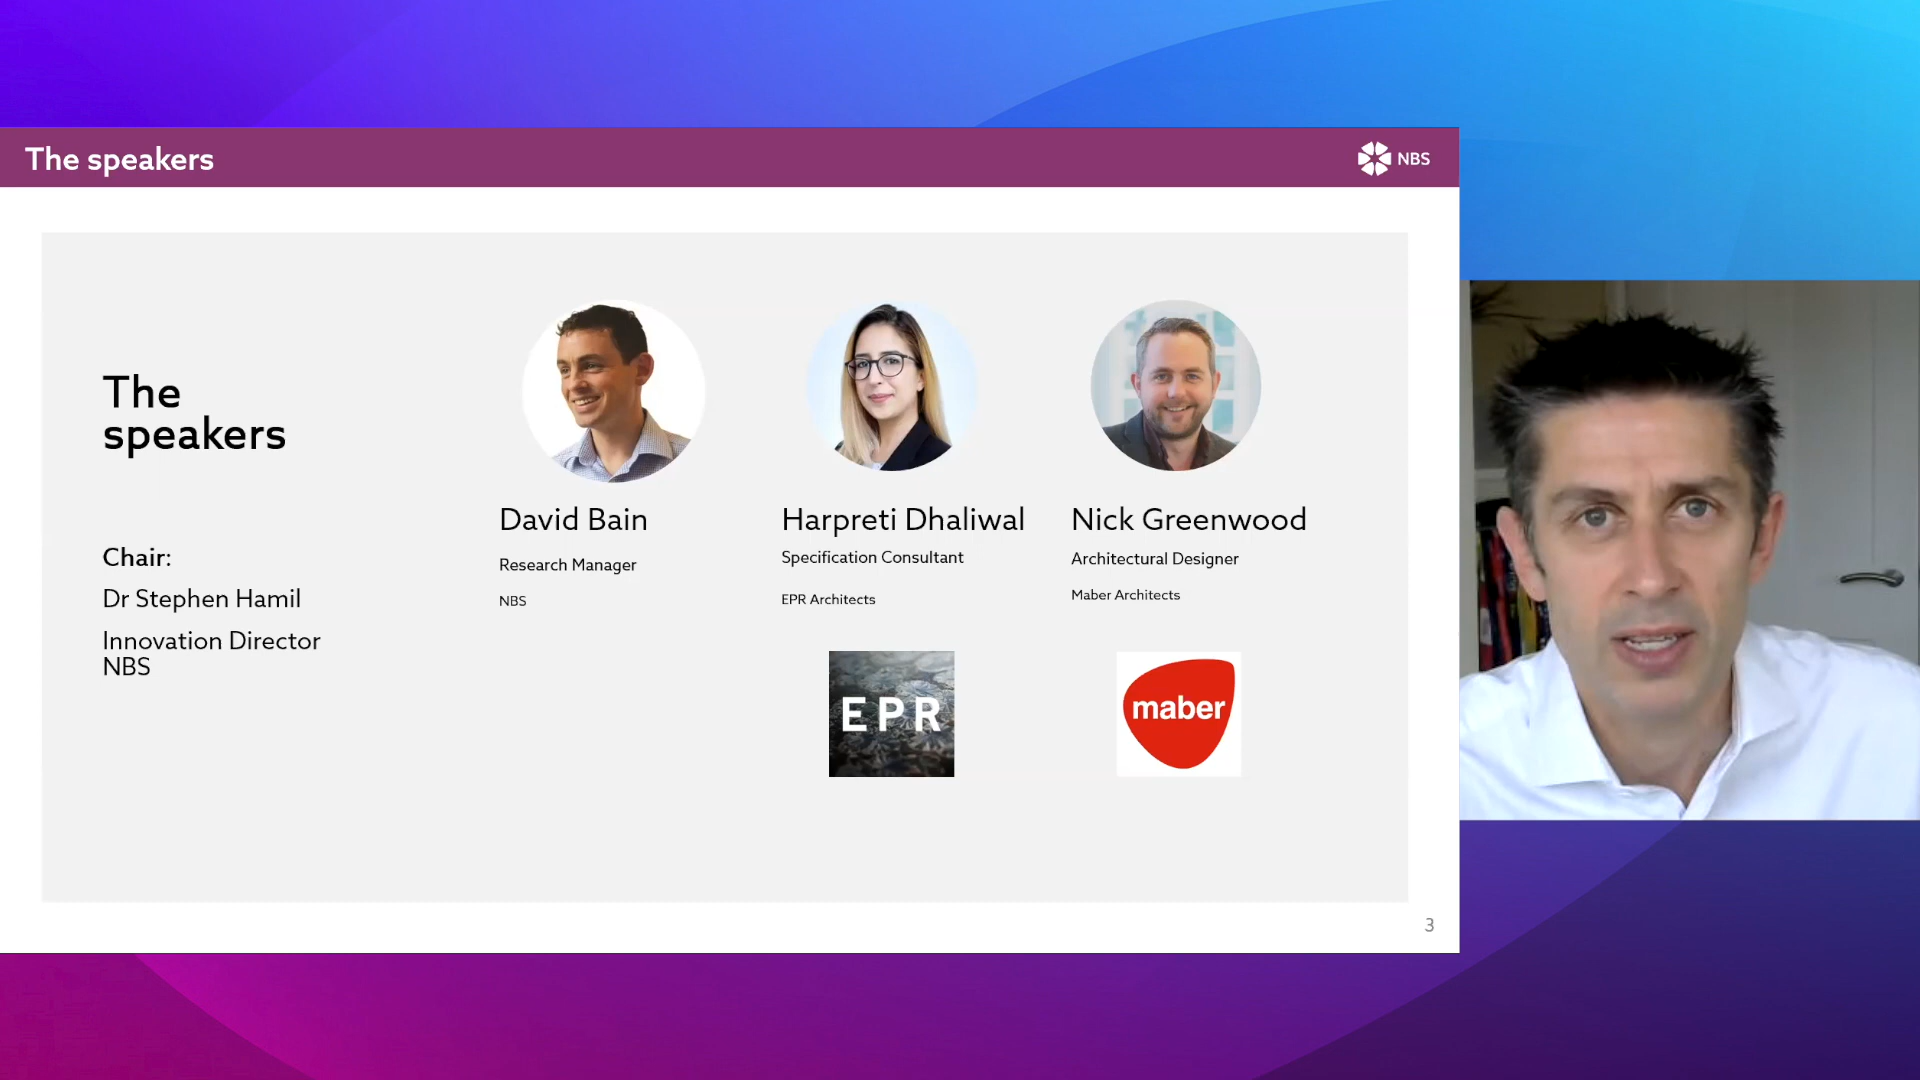 The speakers
NBS
The
speakers
Chair:
Dr Stephen Hamil
Innovation Director
NBS
David Bain
Research Manager
NBS
Harpreti Dhaliwal
Specification Consultant
EPR Architects
EPR
Nick Greenwood
Architectural Designer
Maber Architects
maber
3